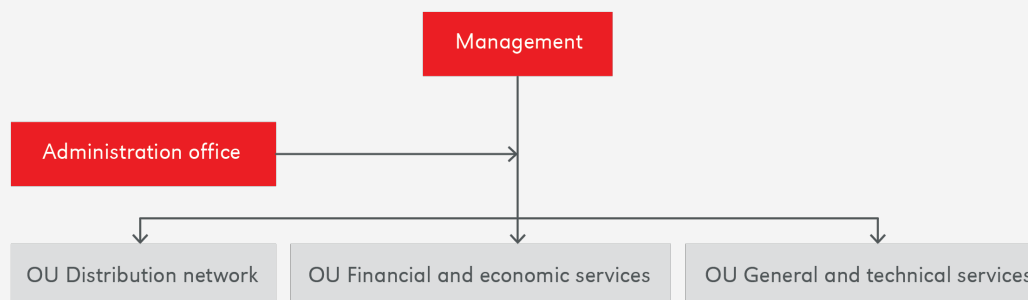 Management
Administration office
OU Distribution network
OU Financial and economic services
OU General and technical services